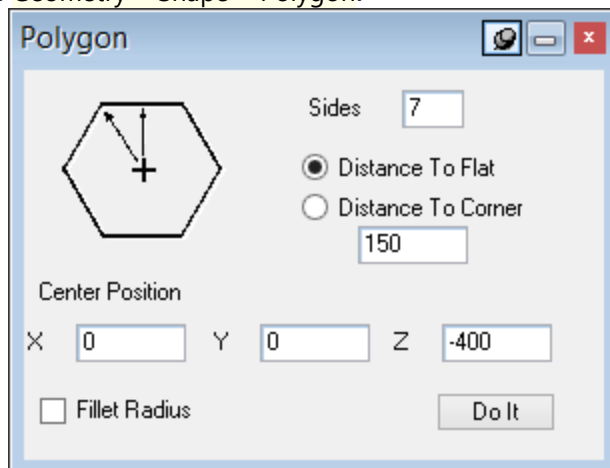 Geometry – Shape – Polygon.
Polygon
Sides 7
Distance To Flat
Distance To Corner
150
Center Position
X 0 Y 0 Z -400
Fillet Radius
Do It